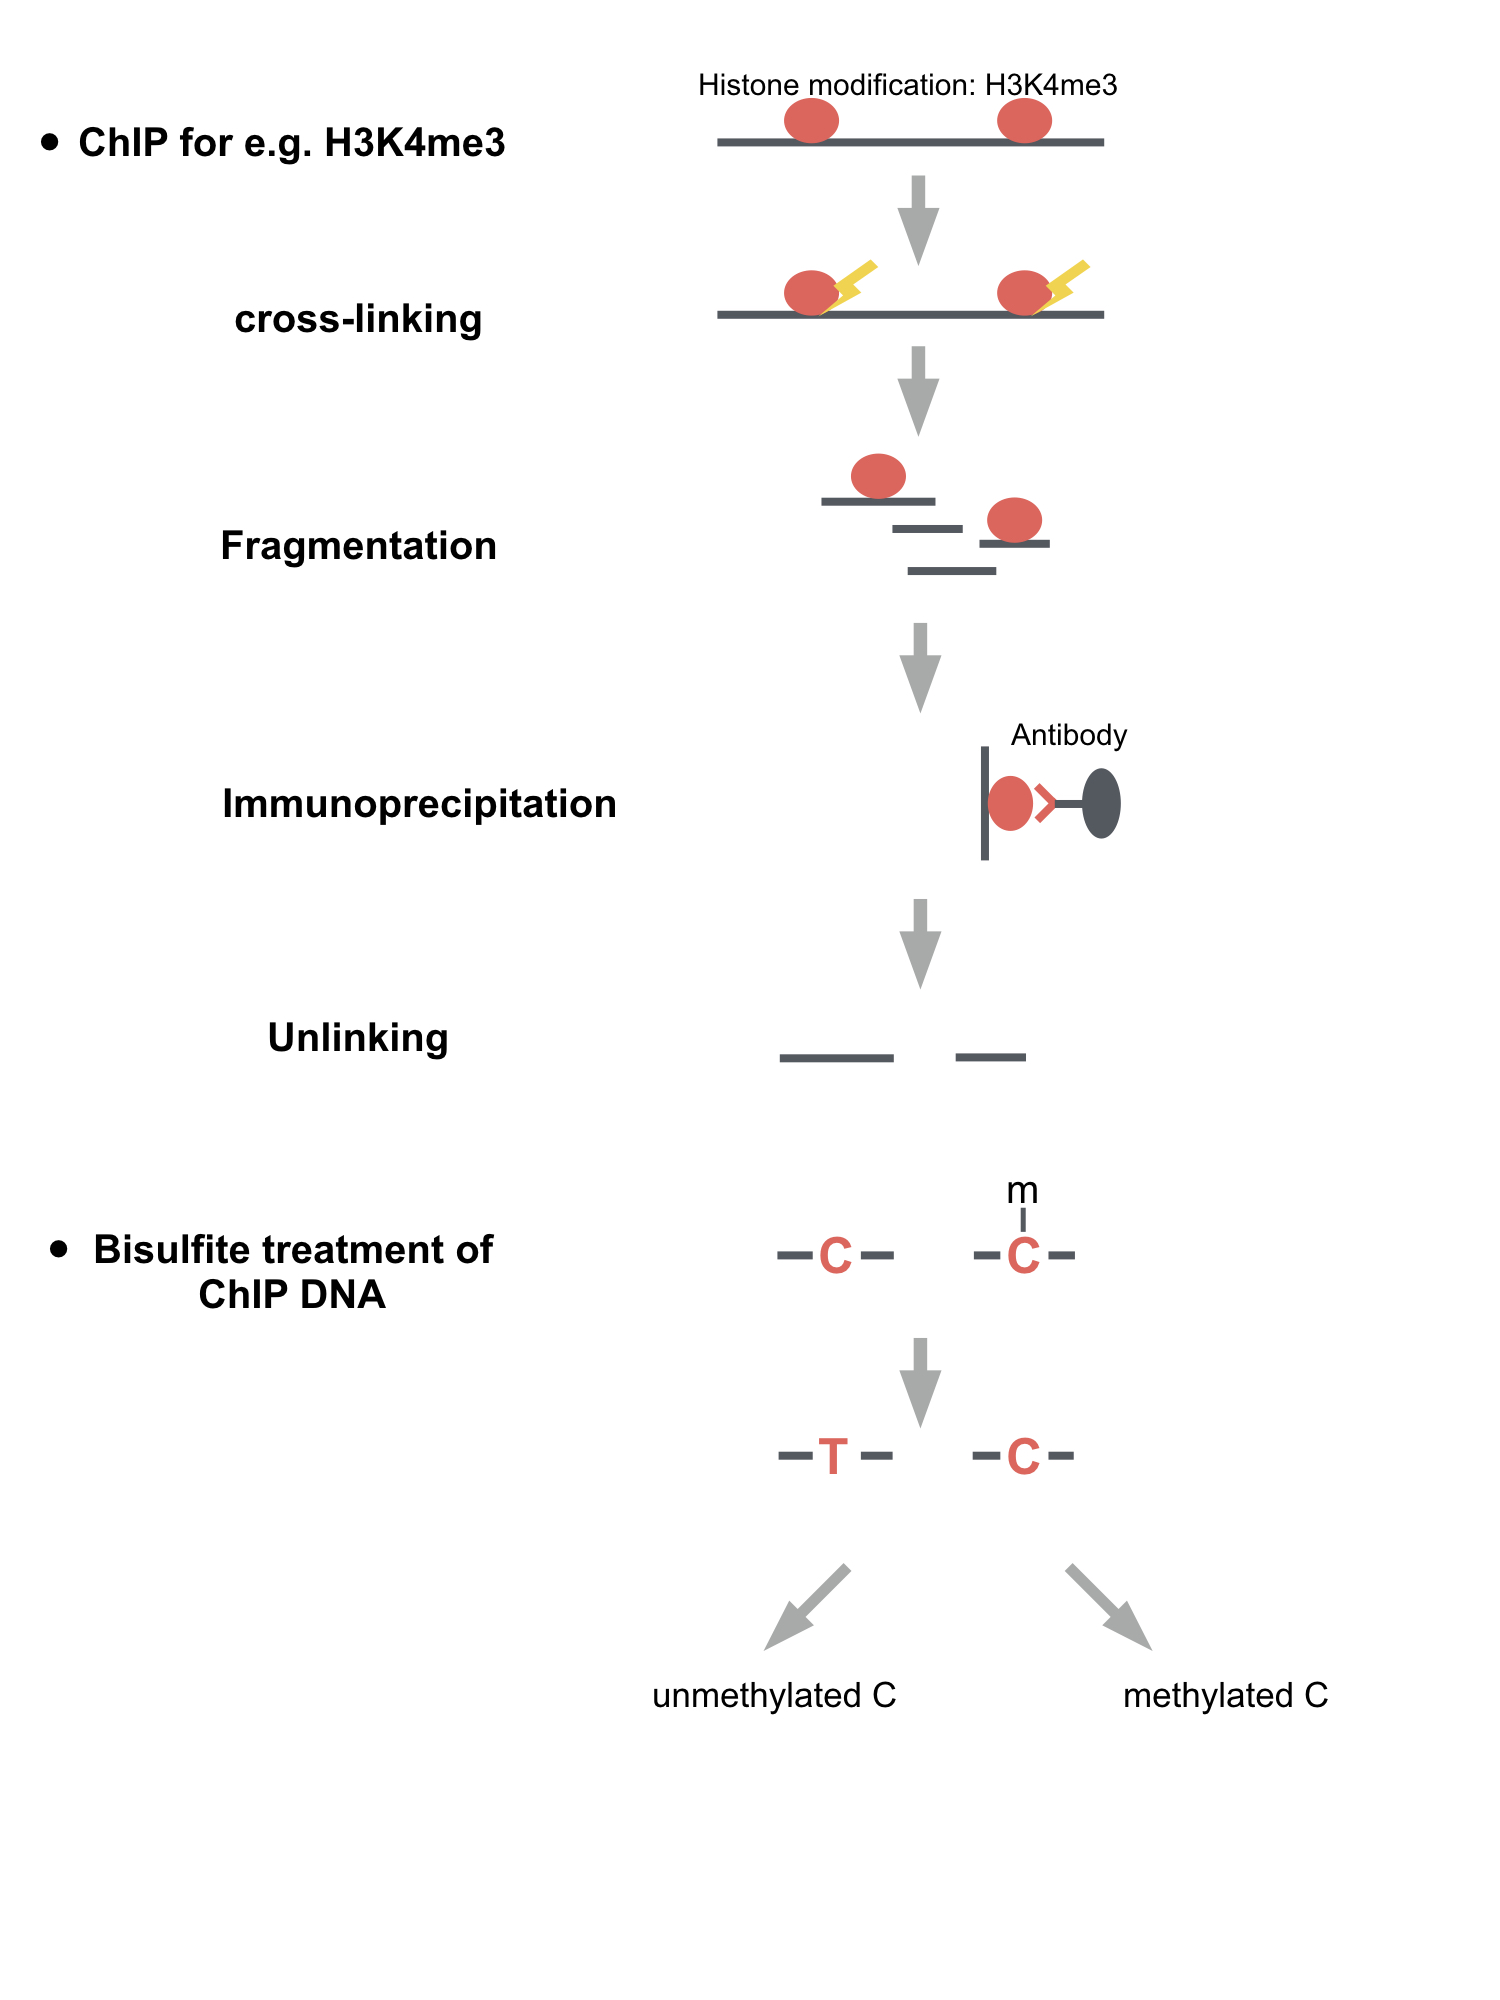 Histone modification: H3K4me3
• ChIP for e.g. H3K4me3
cross-linking
Fragmentation
Antibody
Immunoprecipitation
Unlinking
m
• Bisulfite treatment of
C C
ChIP DNA
T C
unmethylated C methylated C